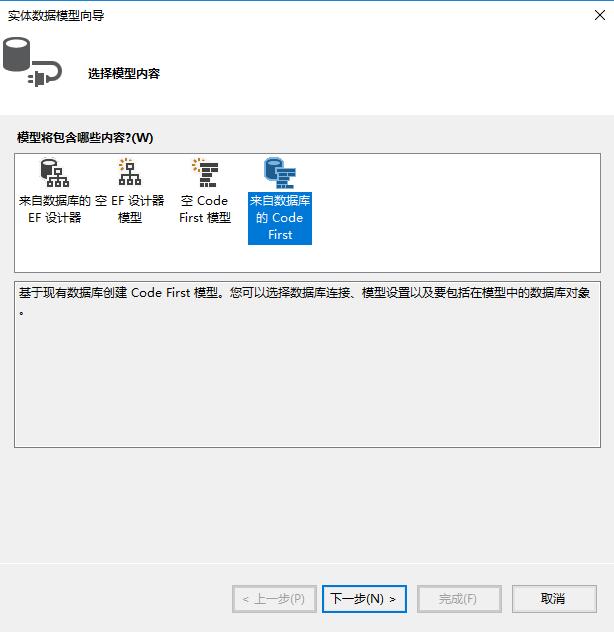 实体数据模型向导
选择模型内容
模型将包含哪些内容?(W)
来自数据库的
EF 设计器
空 EF 设计器
模型
空 Code
First 模型
来自数据库
的 Code
First
基于现有数据库创建 Code First 模型。您可以选择数据库连接、模型设置以及要包括在模型中的数据库对象
。
< 上一步(P)
下一步(N) >
完成(F)
取消